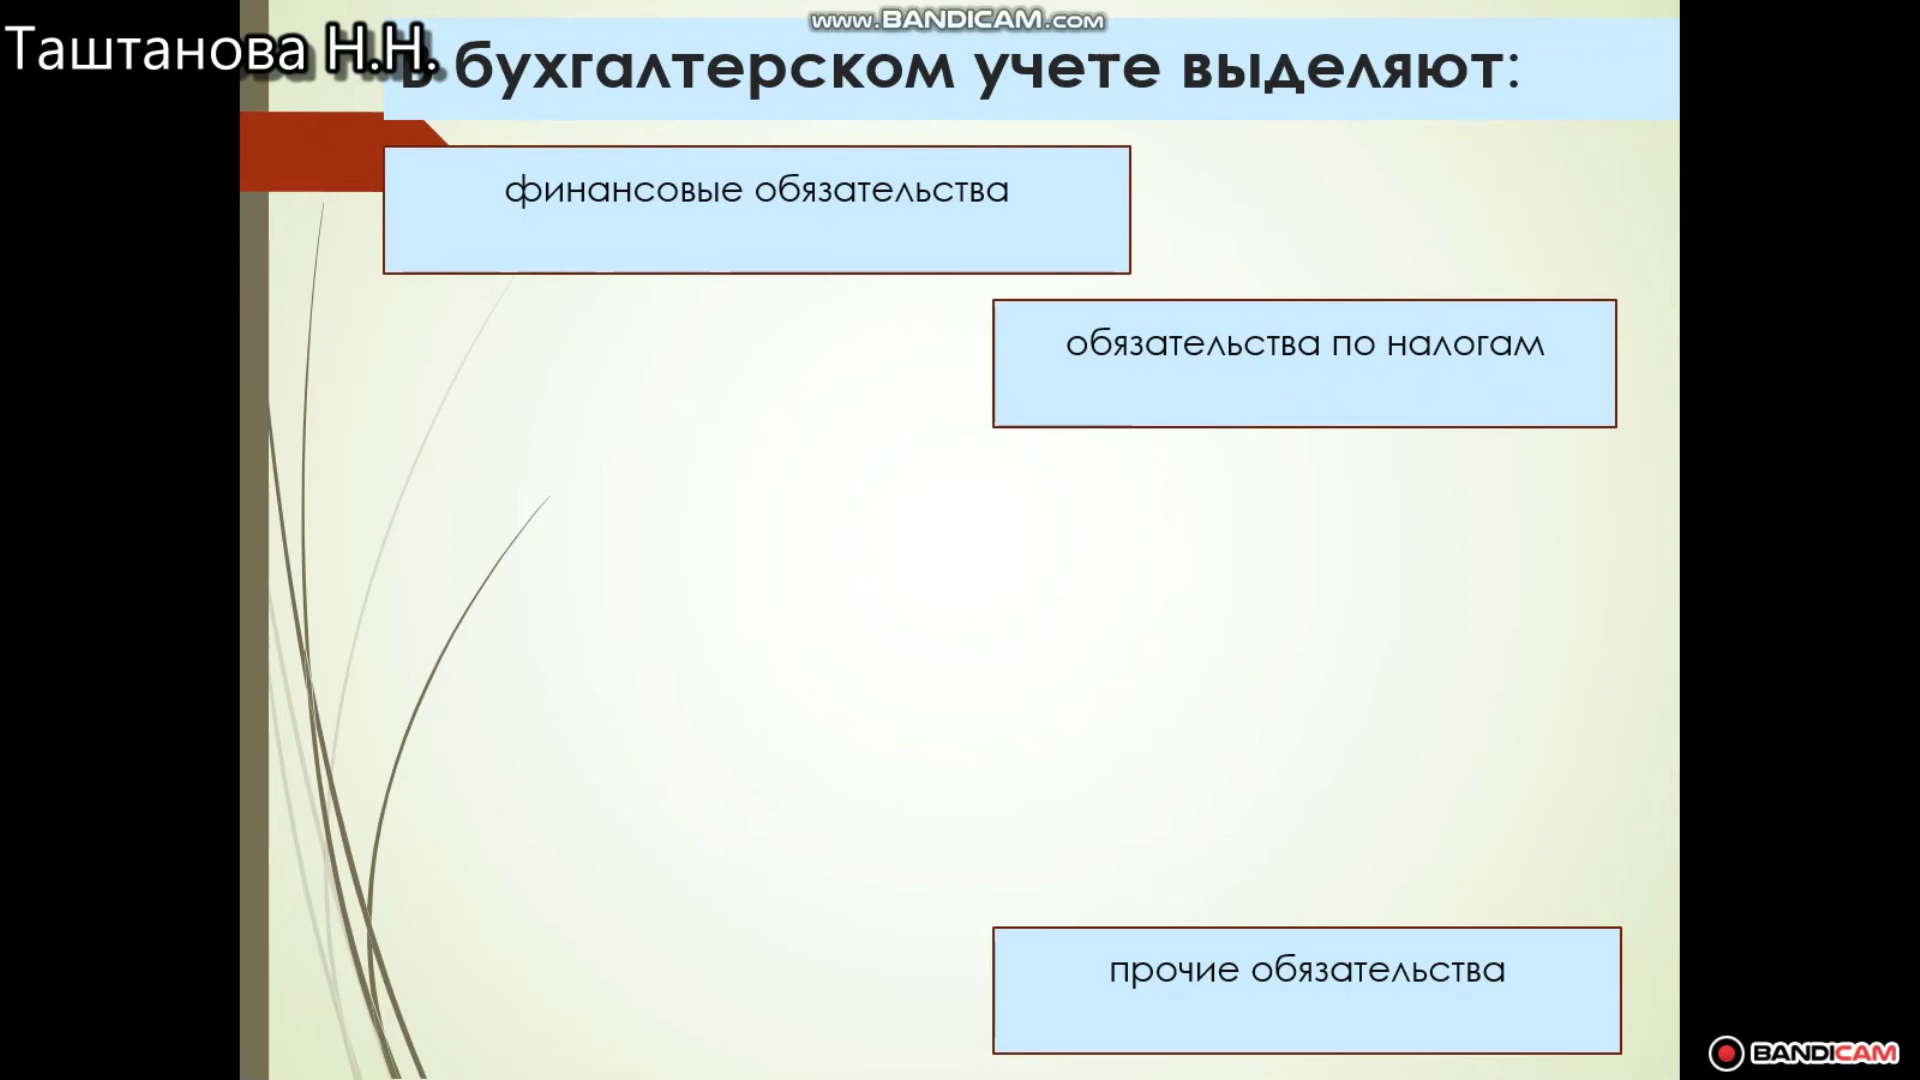 www.BANDICAM.com
Таштанова Н.Н.
В бухгалтерском учете выделяют:
финансовые обязательства
обязательства по налогам
прочие обязательства
BANDICAM